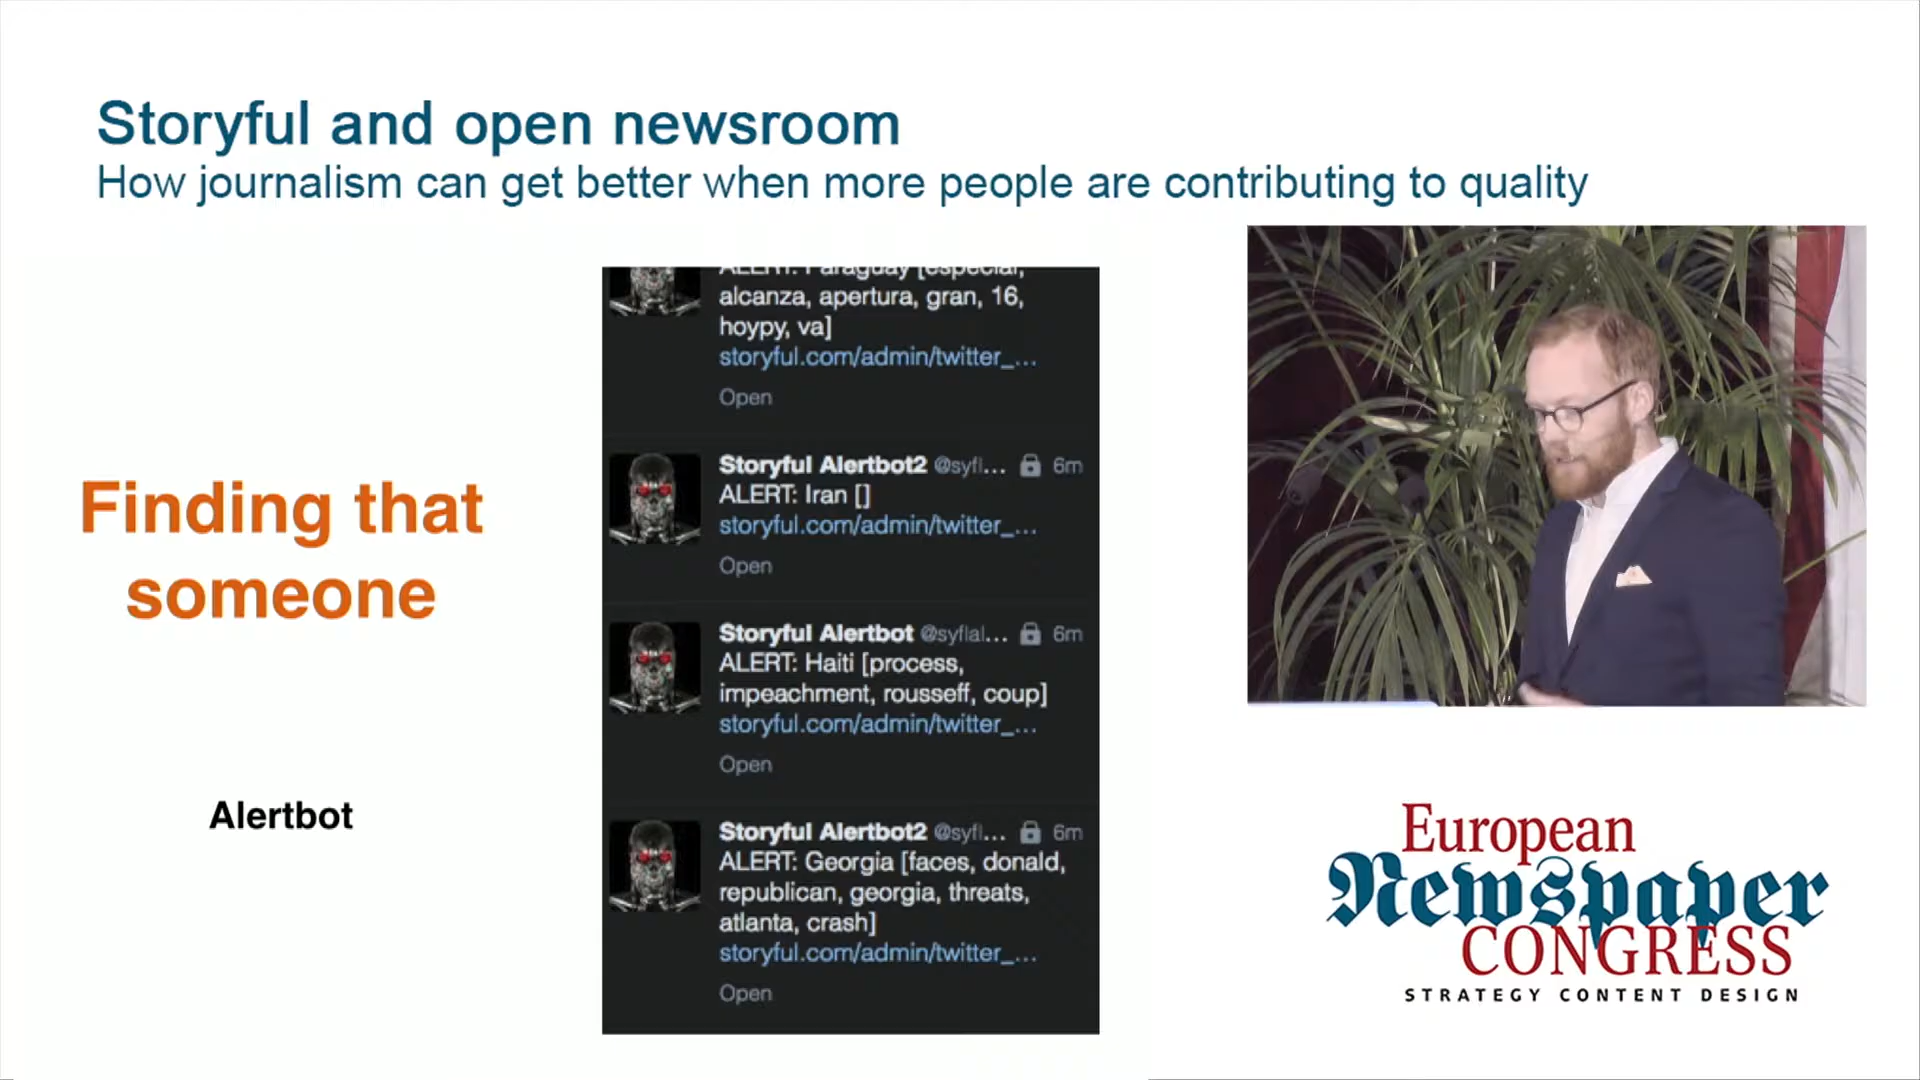 Storyful and open newsroom
How journalism can get better when more people are contributing to quality
Finding that
someone
Alertbot
ALERT: Paraguay [especial,
alcanza, apertura, gran, 16,
hoypy, va]
storyful.com/admin/twitter_...
Open
Storyful Alertbot2 @syfl... 6m
ALERT: Iran []
storyful.com/admin/twitter_...
Open
Storyful Alertbot @syflal... 6m
ALERT: Haiti [process,
impeachment, rousseff, coup]
storyful.com/admin/twitter_...
Open
Storyful Alertbot2 @syfl... 6m
ALERT: Georgia [faces, donald,
republican, georgia, threats,
atlanta, crash]
storyful.com/admin/twitter_...
Open
European
Newspaper
CONGRESS
STRATEGY CONTENT DESIGN